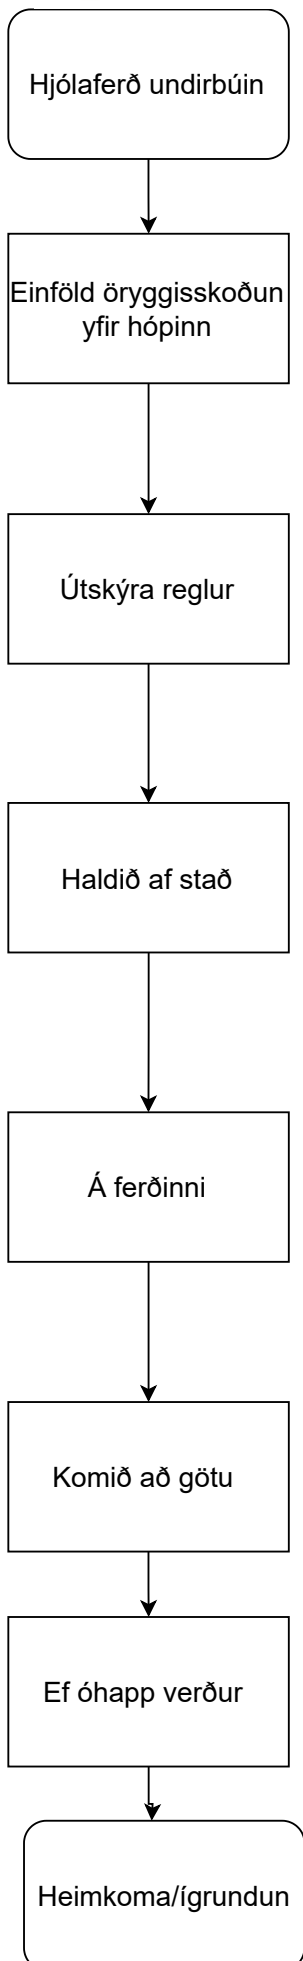 Hjólaferð undirbúin
Einföld öryggisskoðun
yfir hópinn
Útskýra reglur
Haldið af stað
Á ferðinni
Komið að götu
Ef óhapp verður
Heimkoma/ígrundun